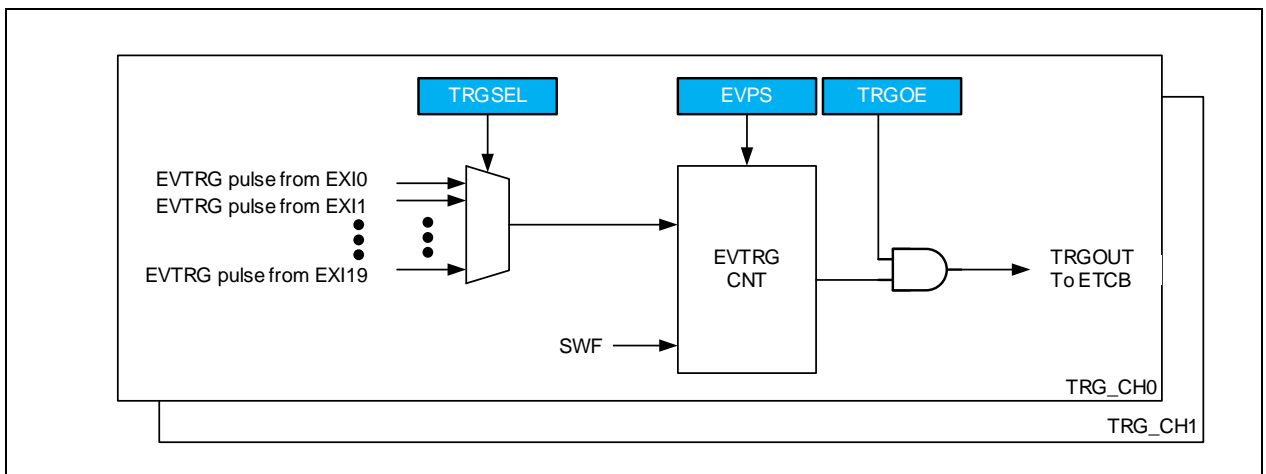 TRGSEL
EVPS
TRGOE
EVTRG pulse from EXI0
EVTRG pulse from EXI1
EVTRG pulse from EXI19
EVTRG
CNT
TRGOUT
To ETCB
SWF
TRG_CH0
TRG_CH1